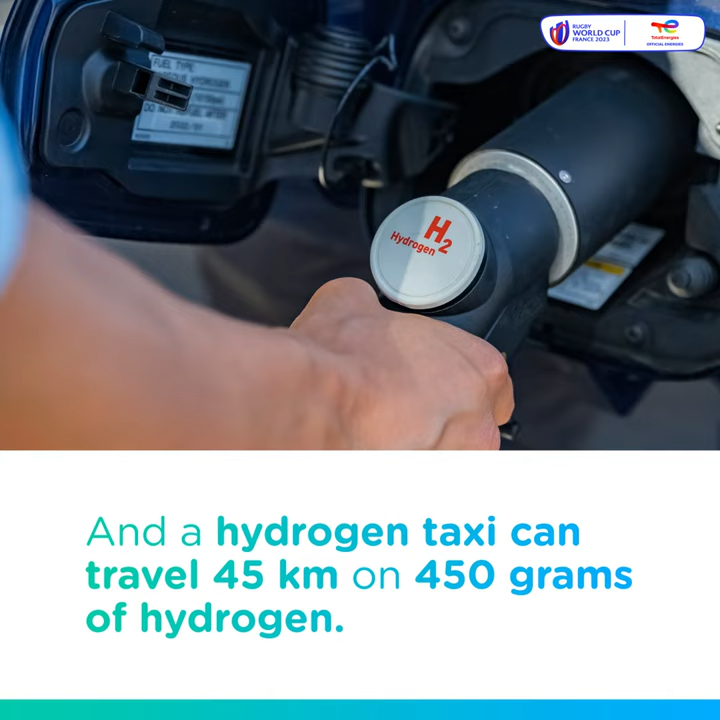 RUGBY
WORLD CUP
FRANCE 2023
TotalEnergies
OFFICIAL ENERGIES
FUEL TYPE
HYDROGEN
H2
Hydrogen
And a hydrogen taxi can
travel 45 km on 450 grams
of hydrogen.